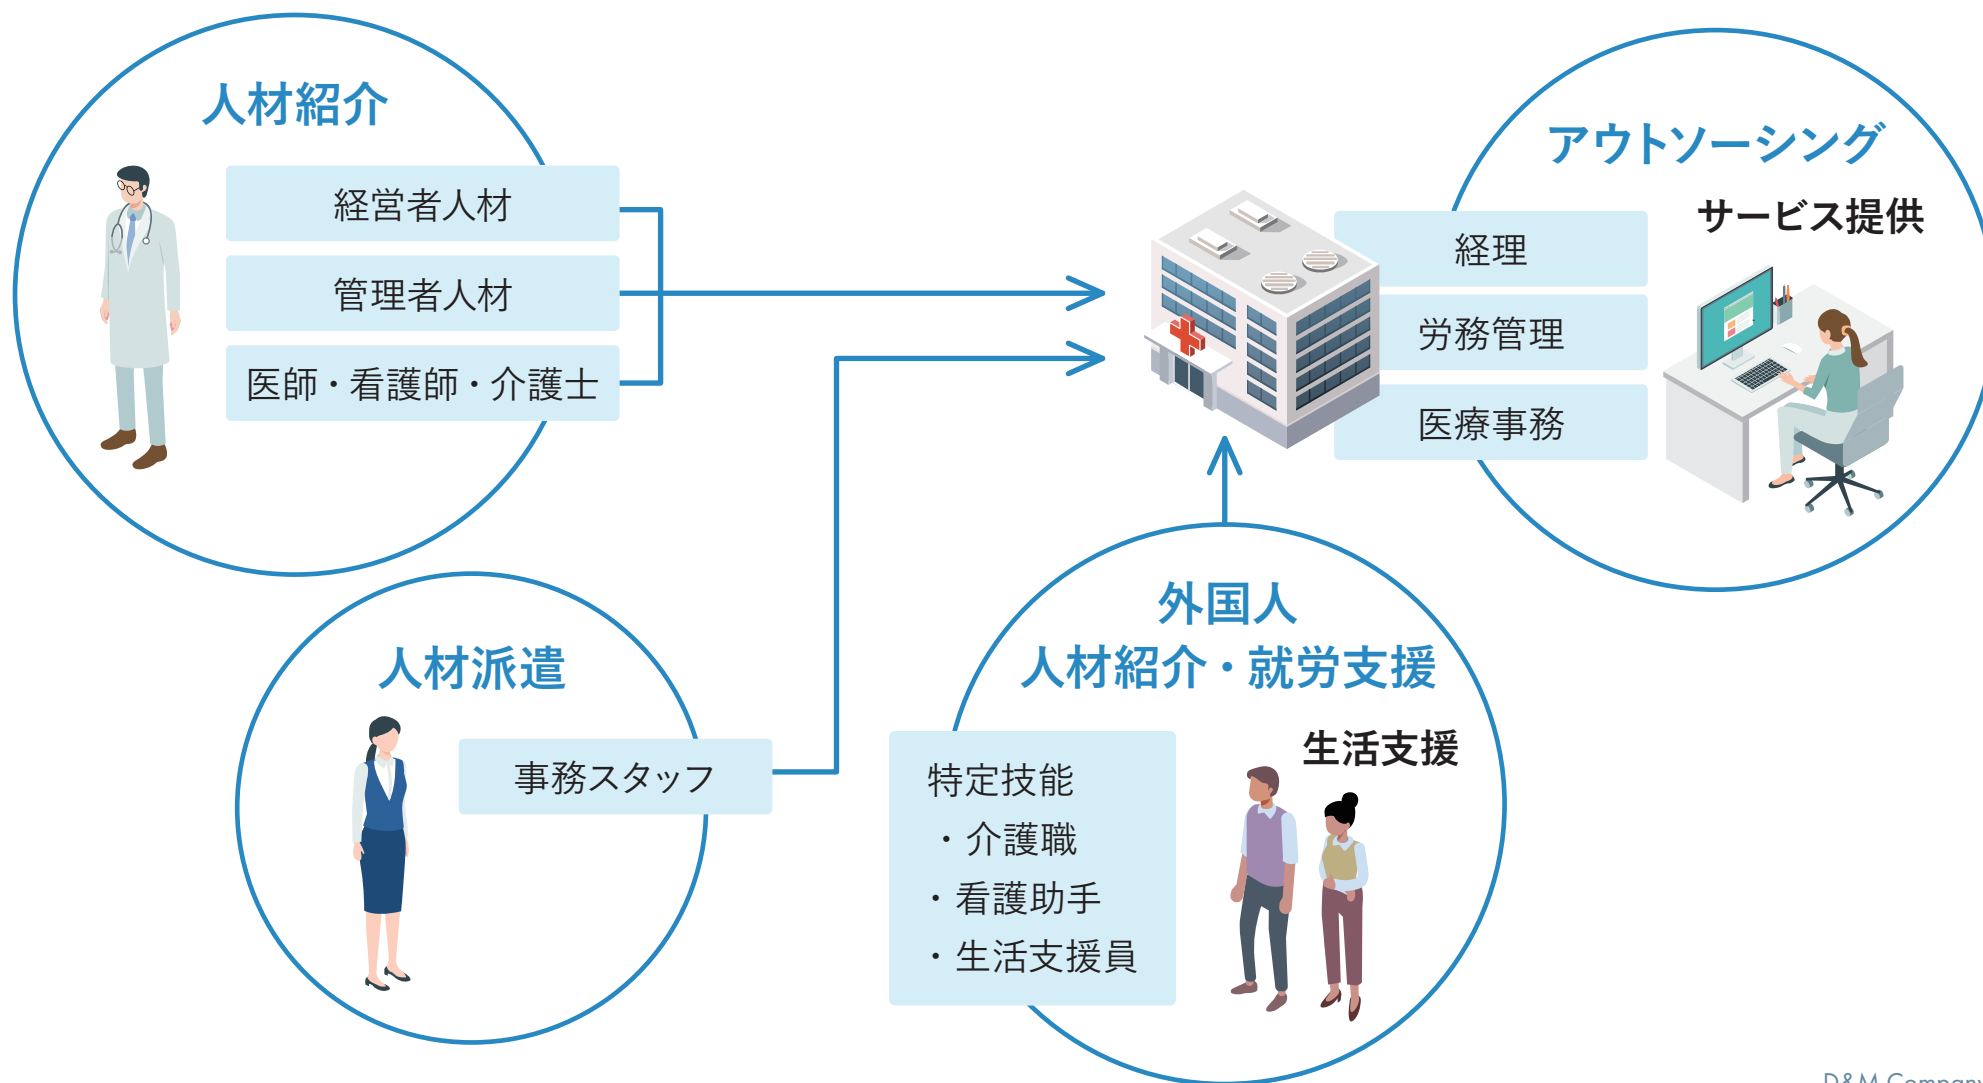 人材紹介
経営者人材
管理者人材
医師・看護師・介護士
アウトソーシング
サービス提供
経理
労務管理
医療事務
人材派遣
事務スタッフ
外国人
人材紹介・就労支援
生活支援
特定技能
・介護職
・看護助手
・生活支援員
D&M Company